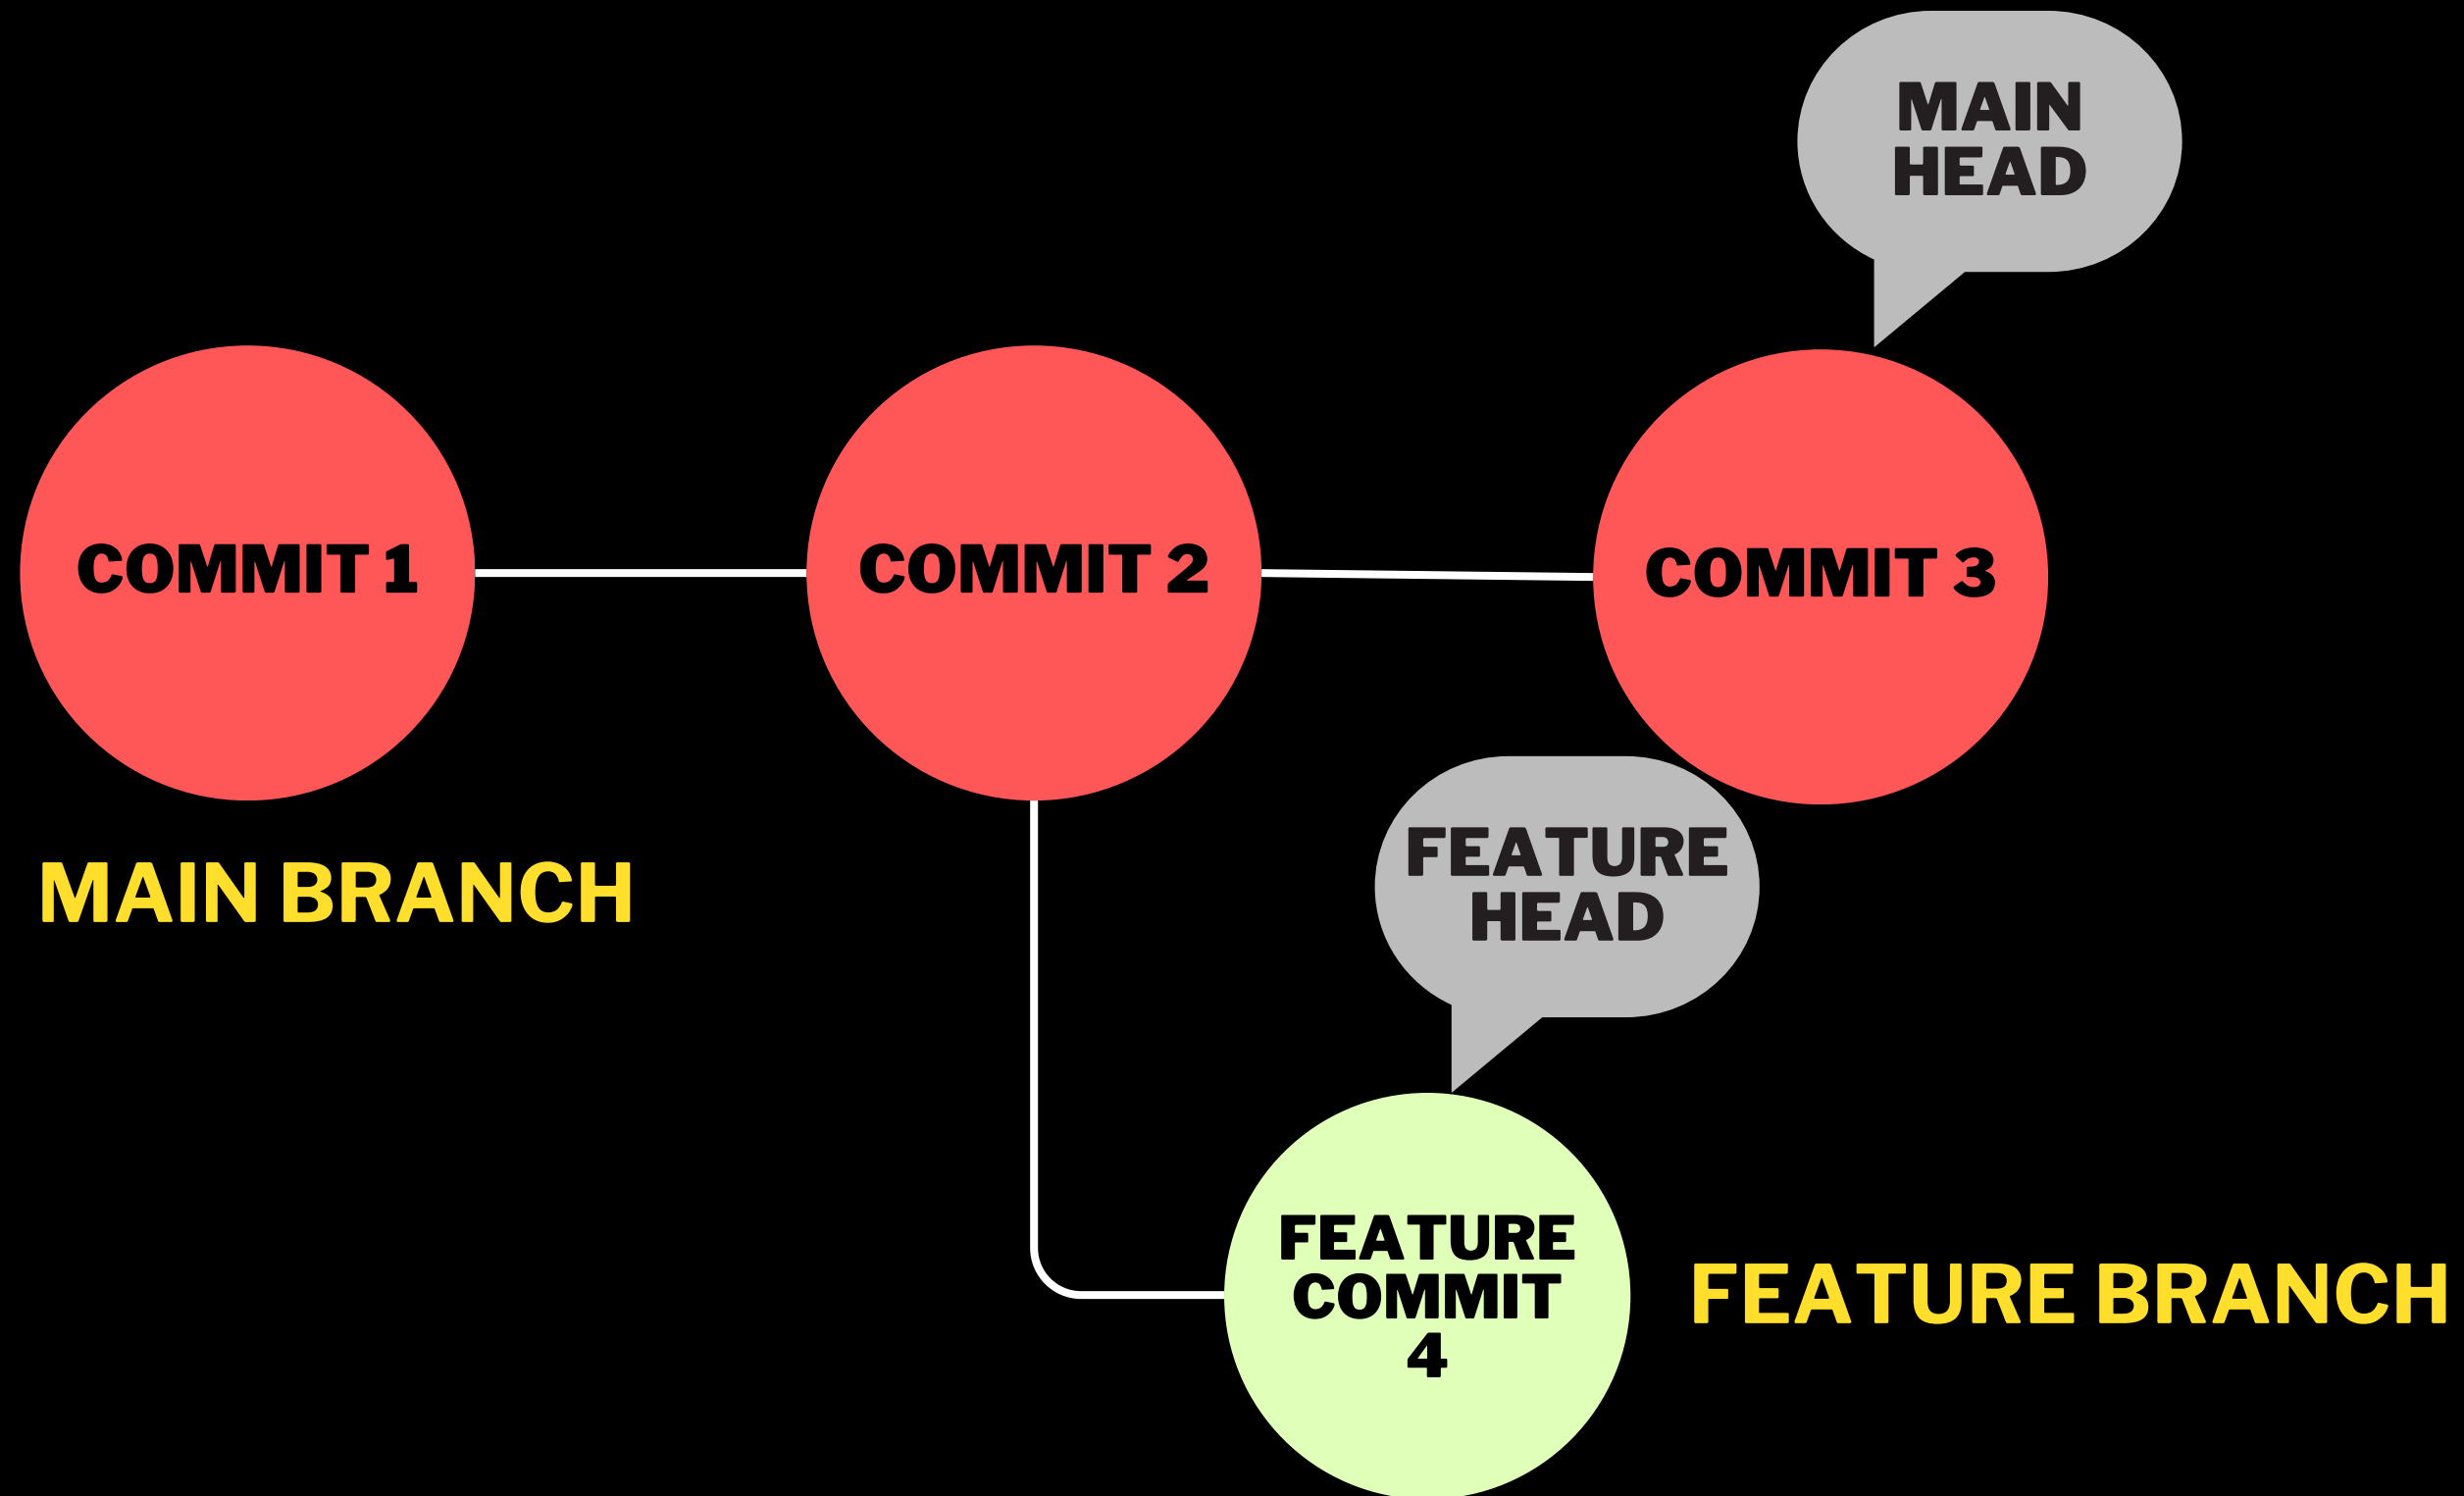 MAIN
HEAD
COMMIT 1
COMMIT 2
COMMIT 3
MAIN BRANCH
FEATURE
HEAD
FEATURE
COMMIT
4
FEATURE BRANCH